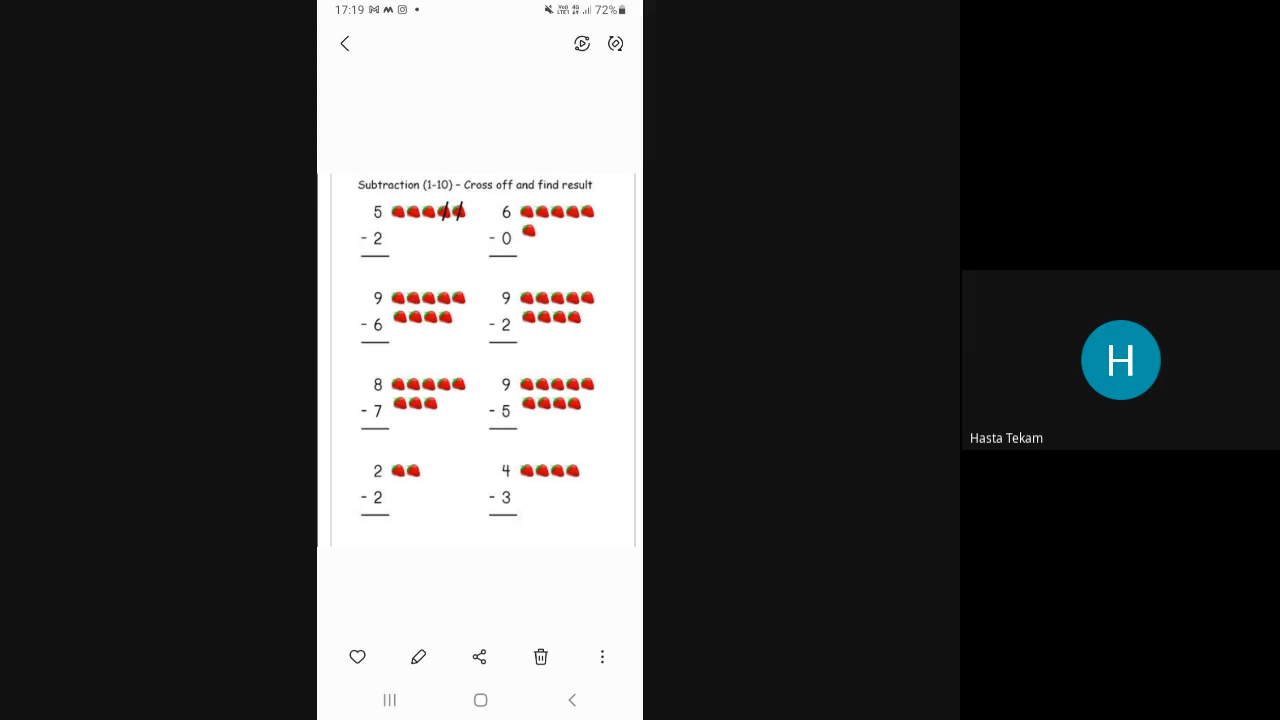 17:19
72%
Subtraction (1-10) - Cross off and find result
5 6
- 2 - 0
9 9
- 6 - 2
8 9
- 7 - 5
2 4
- 2 - 3
H
Hasta Tekam